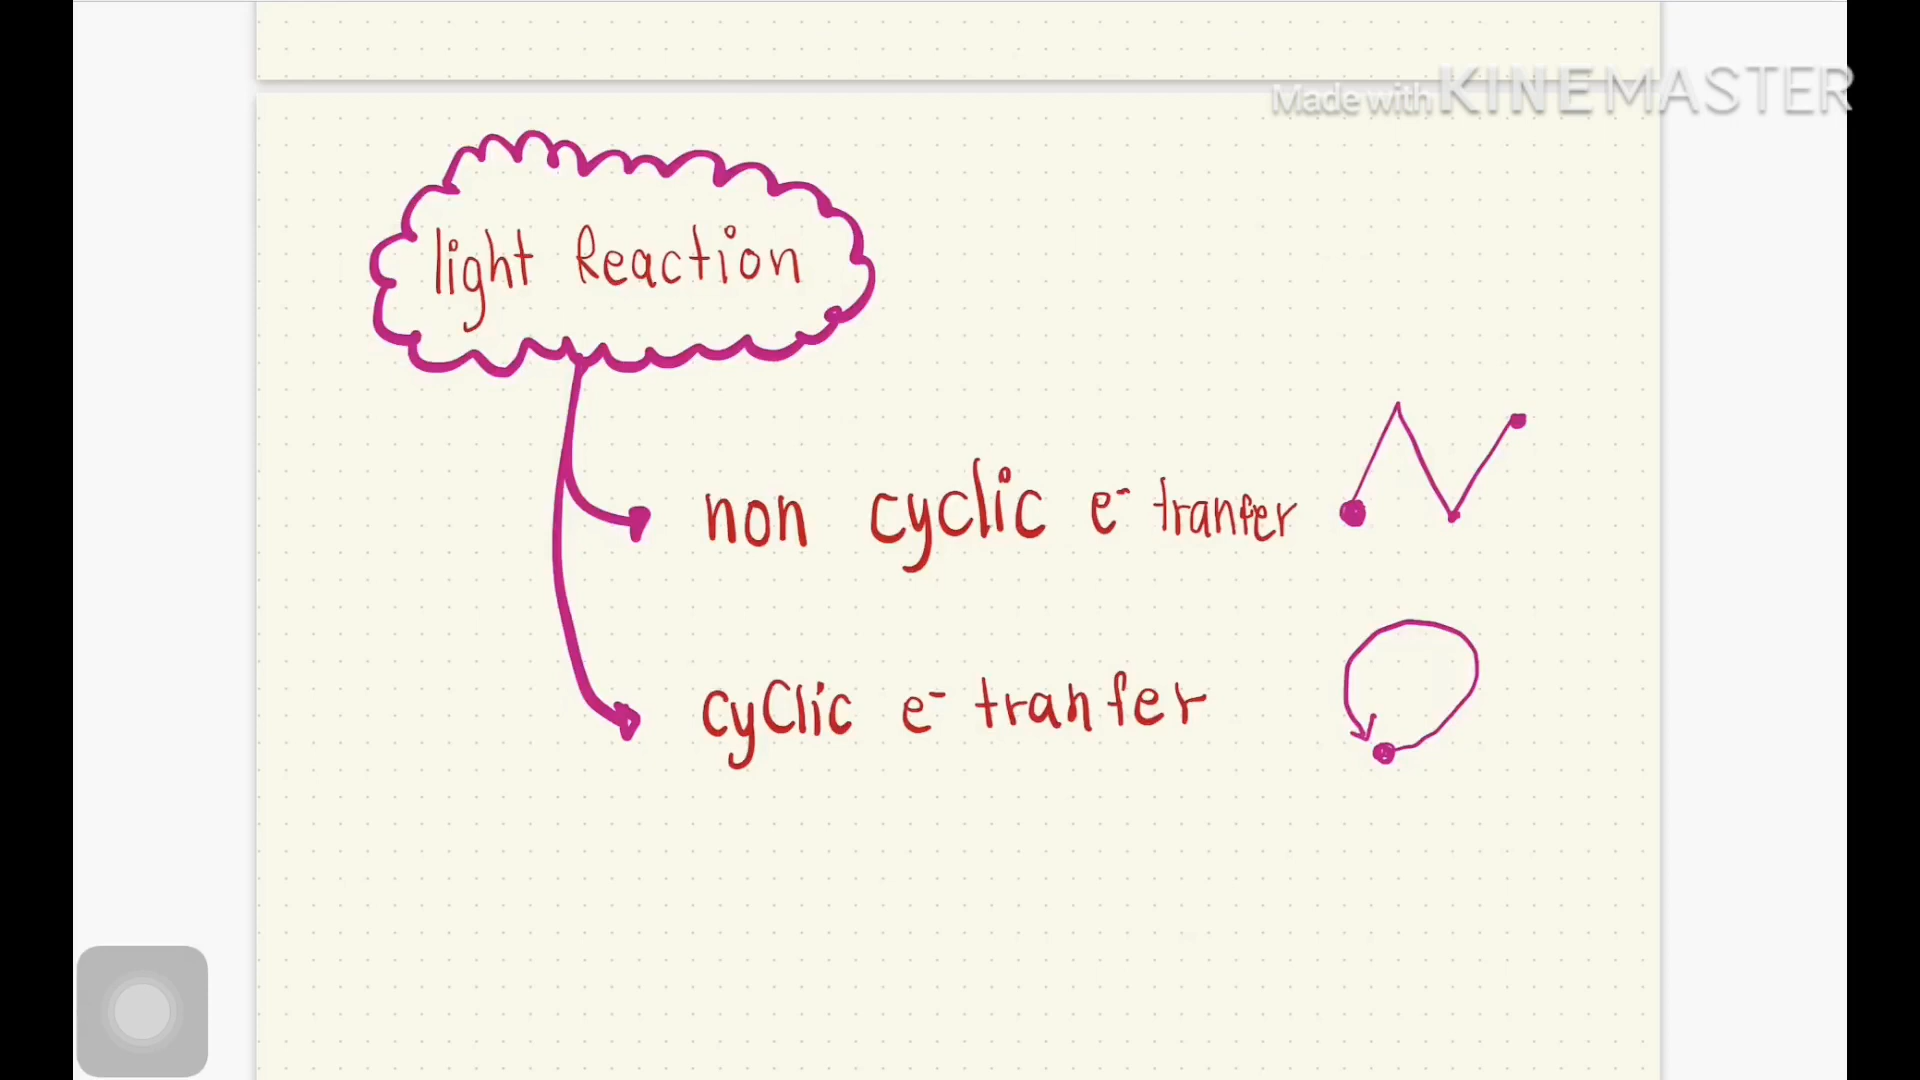 Made with KINEMASTER
light Reaction
non cyclic e⁻ tranfer
cyclic e⁻ tranfer